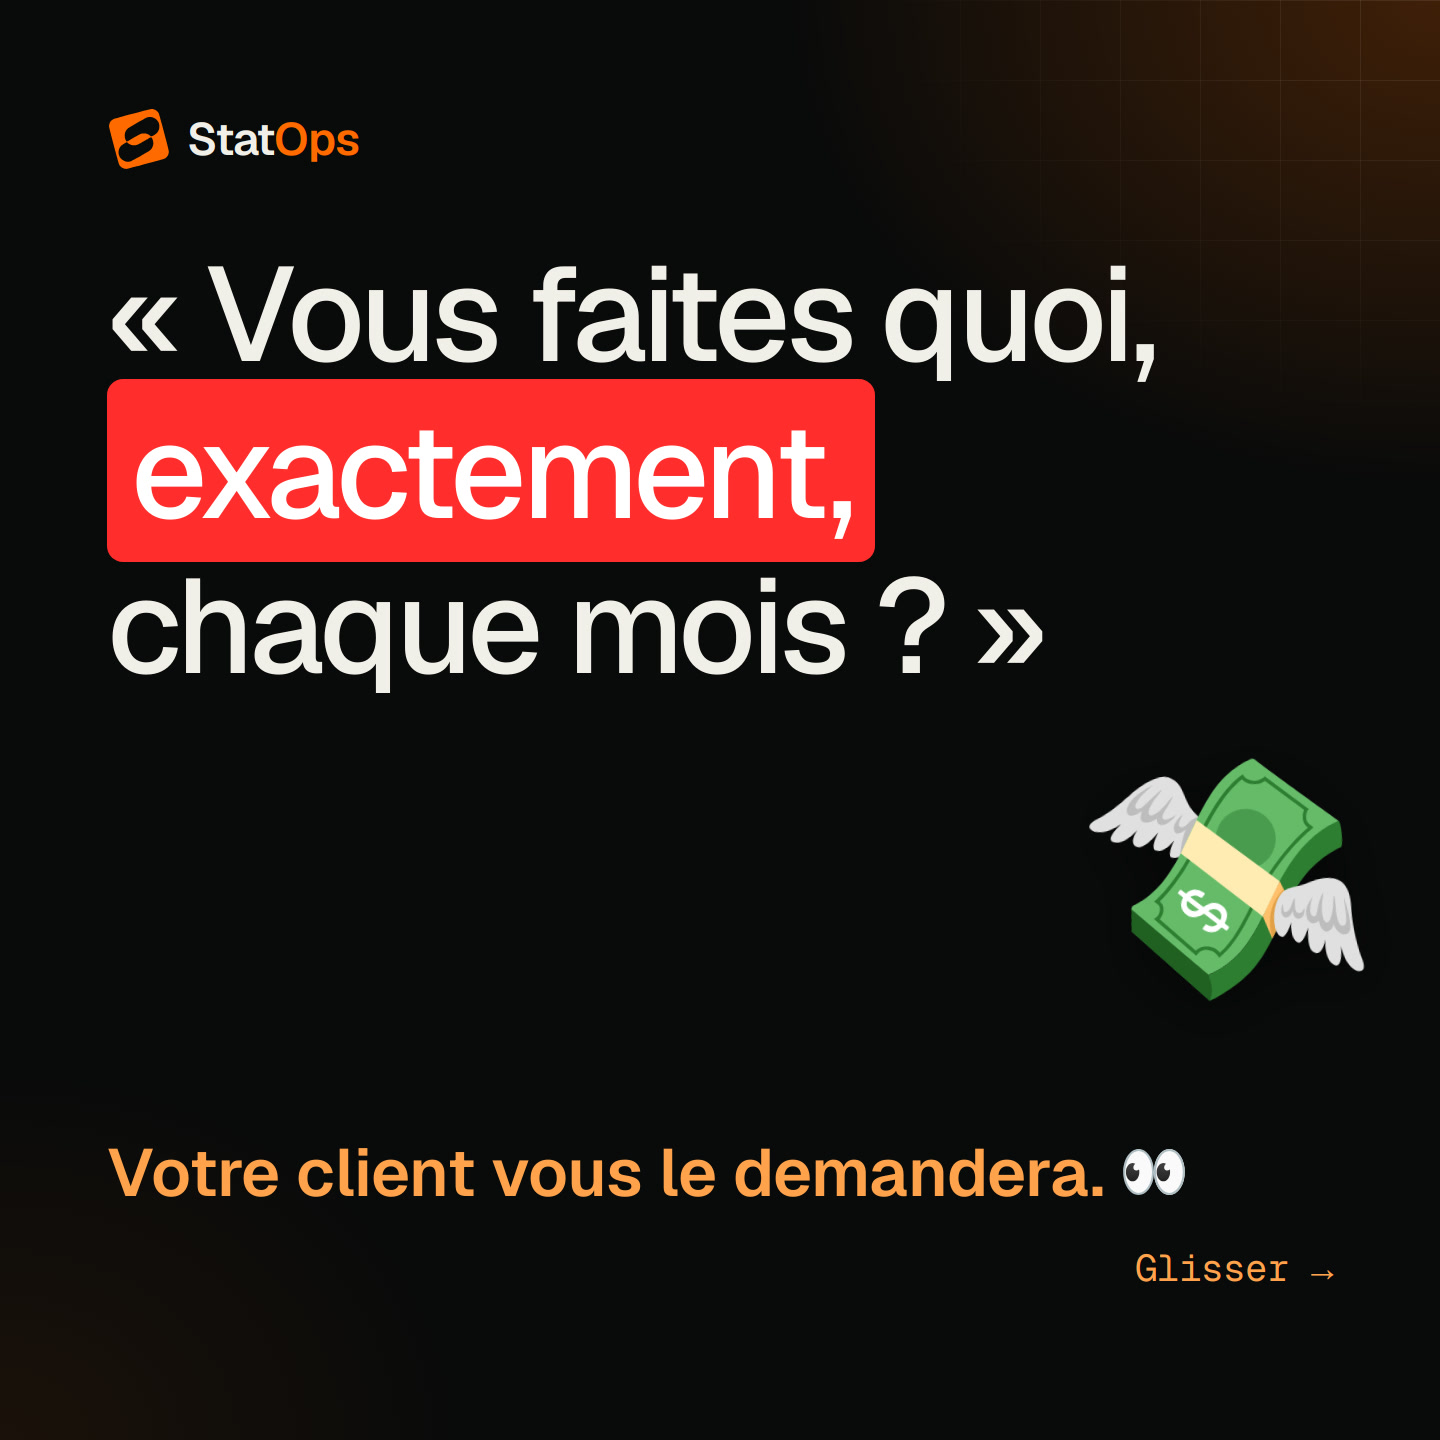 StatOps
« Vous faites quoi,
exactement,
chaque mois ? »
$
Votre client vous le demandera. 👀
Glisser →